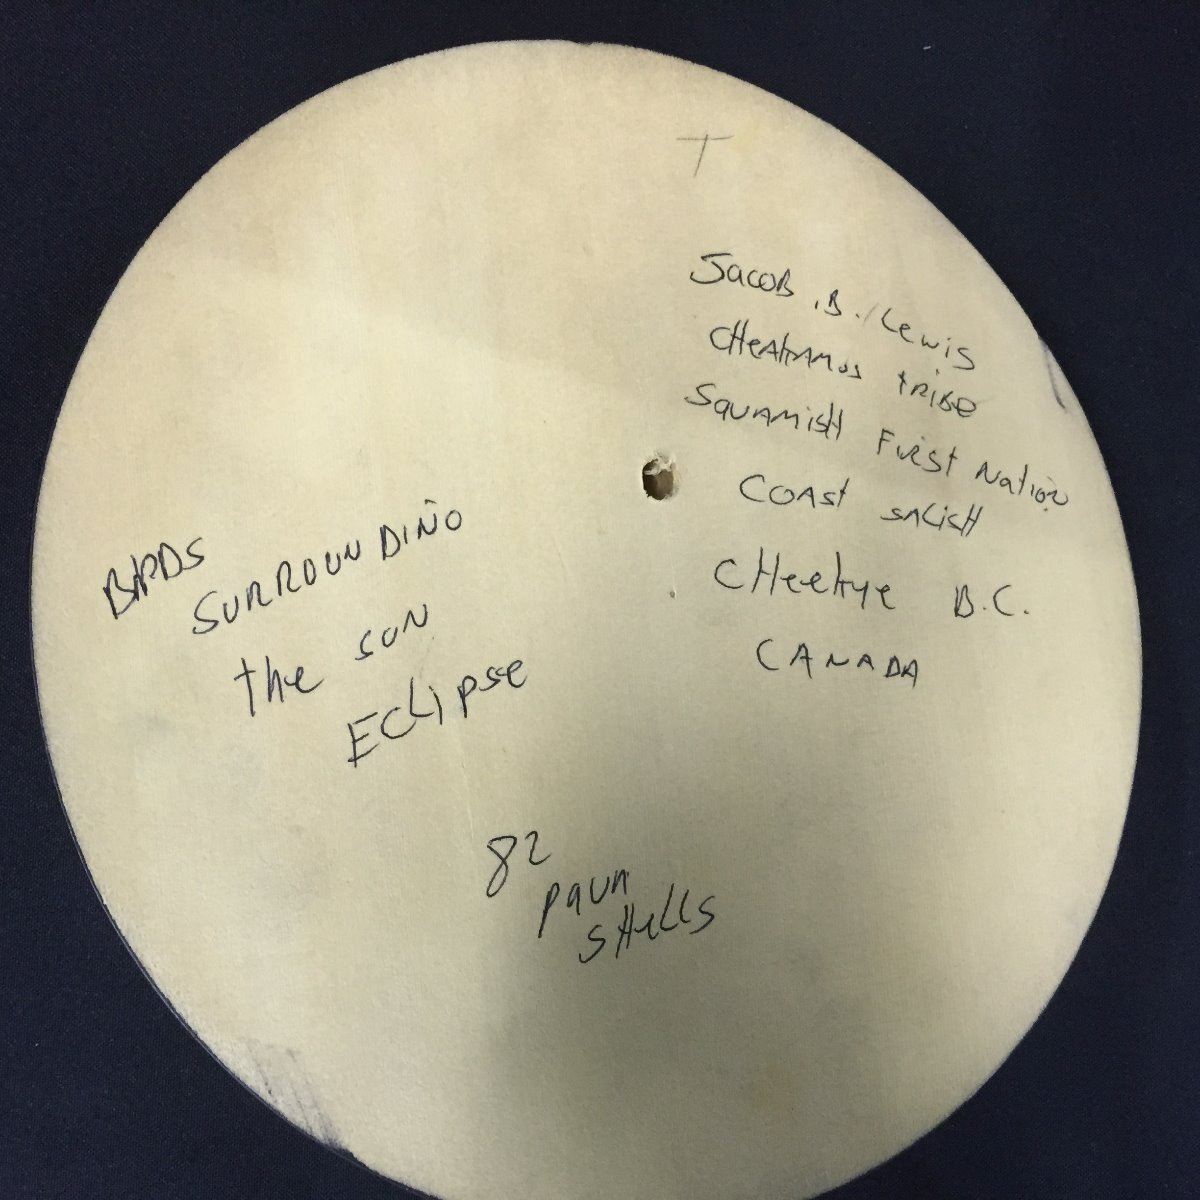 T
Jacob .B. Lewis
CHeakamus tribe
Squamish First Nation
Coast Salish
CHeekye B.C.
CANADA
BIRDS
SURROUNDING
the SUN
EClipse
82
paua
sHells